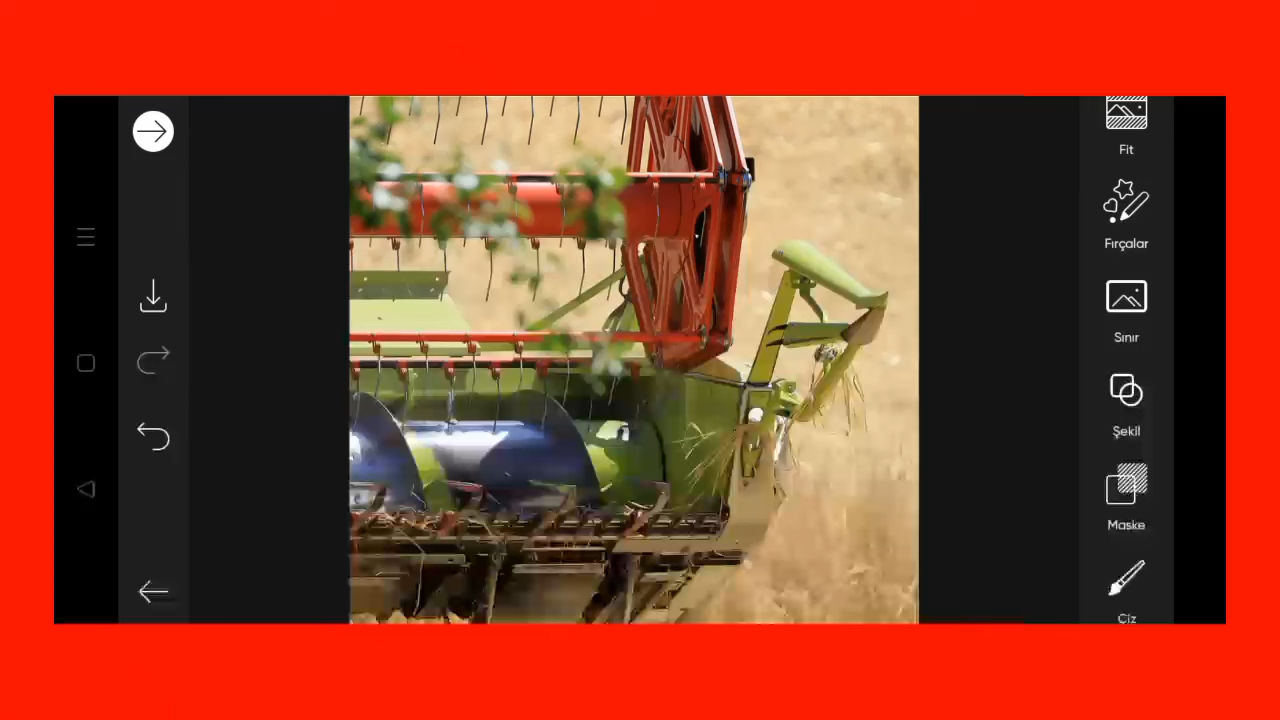 Fit
Fırçalar
Sınır
Şekil
Maske
Çiz